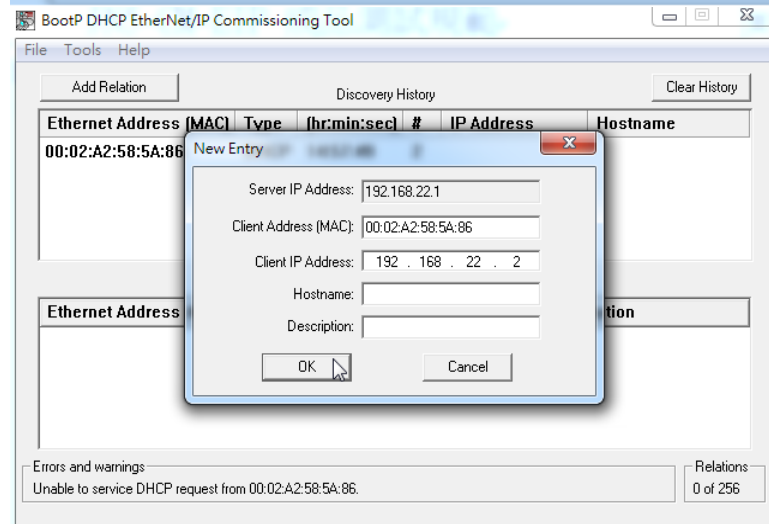 BootP DHCP EtherNet/IP Commissioning Tool
File Tools Help
Add Relation
Discovery History
Clear History
Ethernet Address (MAC) Type (hr:min:sec) # IP Address Hostname
00:02:A2:58:5A:86
New Entry
Server IP Address: 192.168.22.1
Client Address (MAC): 00:02:A2:58:5A:86
Client IP Address: 192 . 168 . 22 . 2
Hostname:
Description:
OK Cancel
Ethernet Address
Errors and warnings
Unable to service DHCP request from 00:02:A2:58:5A:86.
Relations
0 of 256